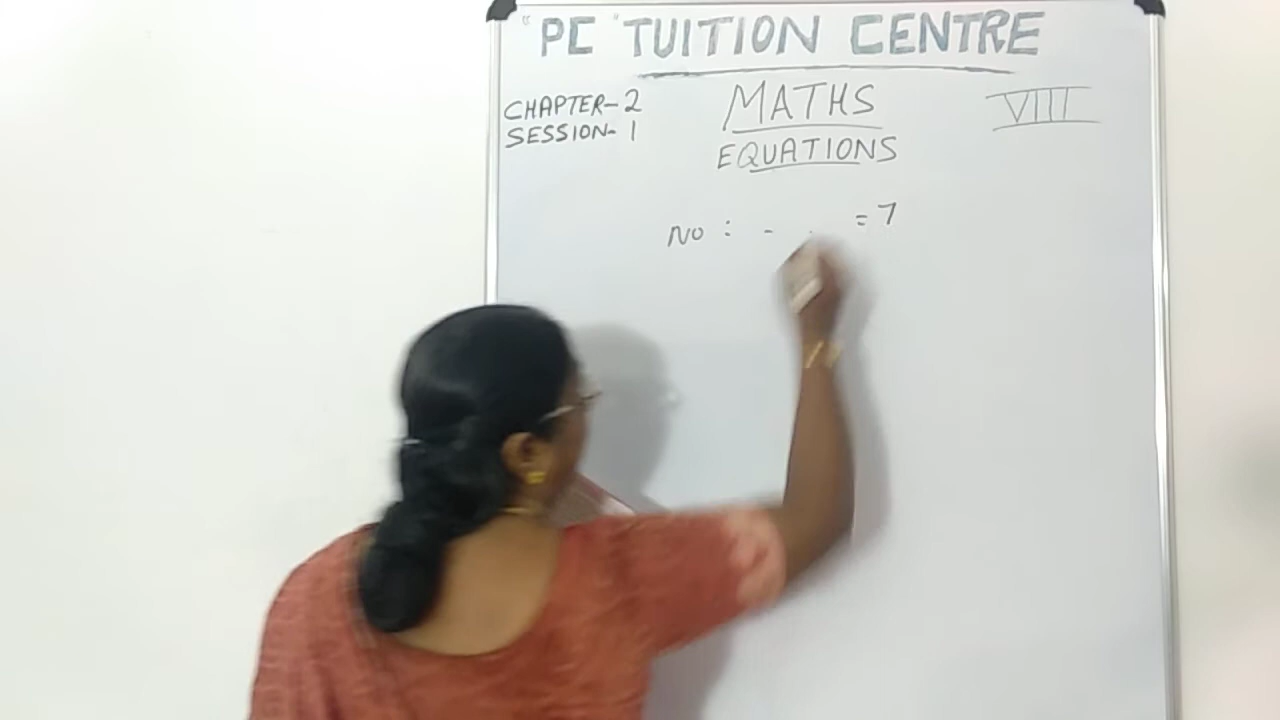 "PC" TUITION CENTRE
CHAPTER-2
SESSION-1
MATHS
EQUATIONS
VIII
NO : - - = 7